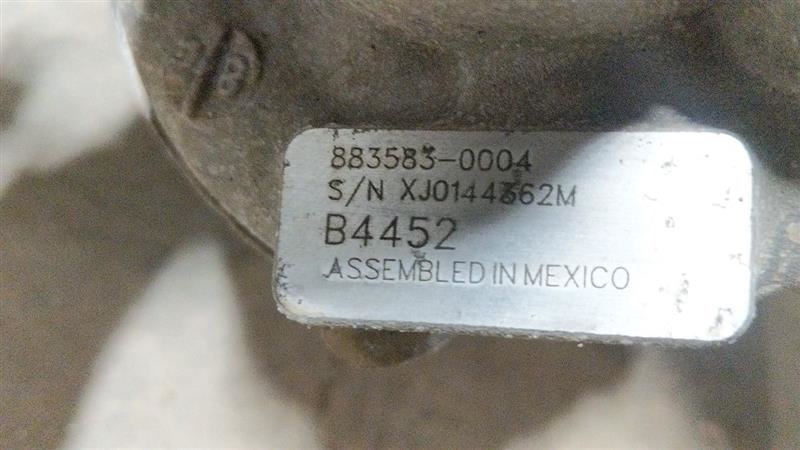 883583-0004
S/N XJ0144362M
B4452
ASSEMBLED IN MEXICO